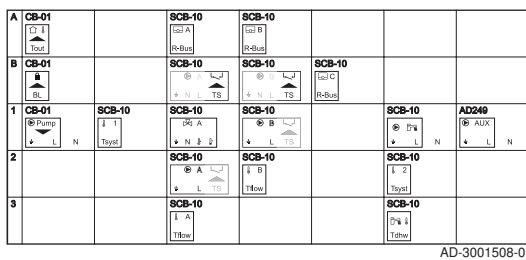 A CB-01 SCB-10 SCB-10
A B
Tout R-Bus R-Bus
B CB-01 SCB-10 SCB-10 SCB-10
A B C
BL N L TS N L TS R-Bus
1 CB-01 SCB-10 SCB-10 SCB-10 SCB-10 AD249
Pump 1 A B AUX
L N Tsyst N L TS L N L N
2 SCB-10 SCB-10 SCB-10
A B 2
L TS Tflow Tsyst
3 SCB-10 SCB-10
A
Tflow Tdhw
AD-3001508-0